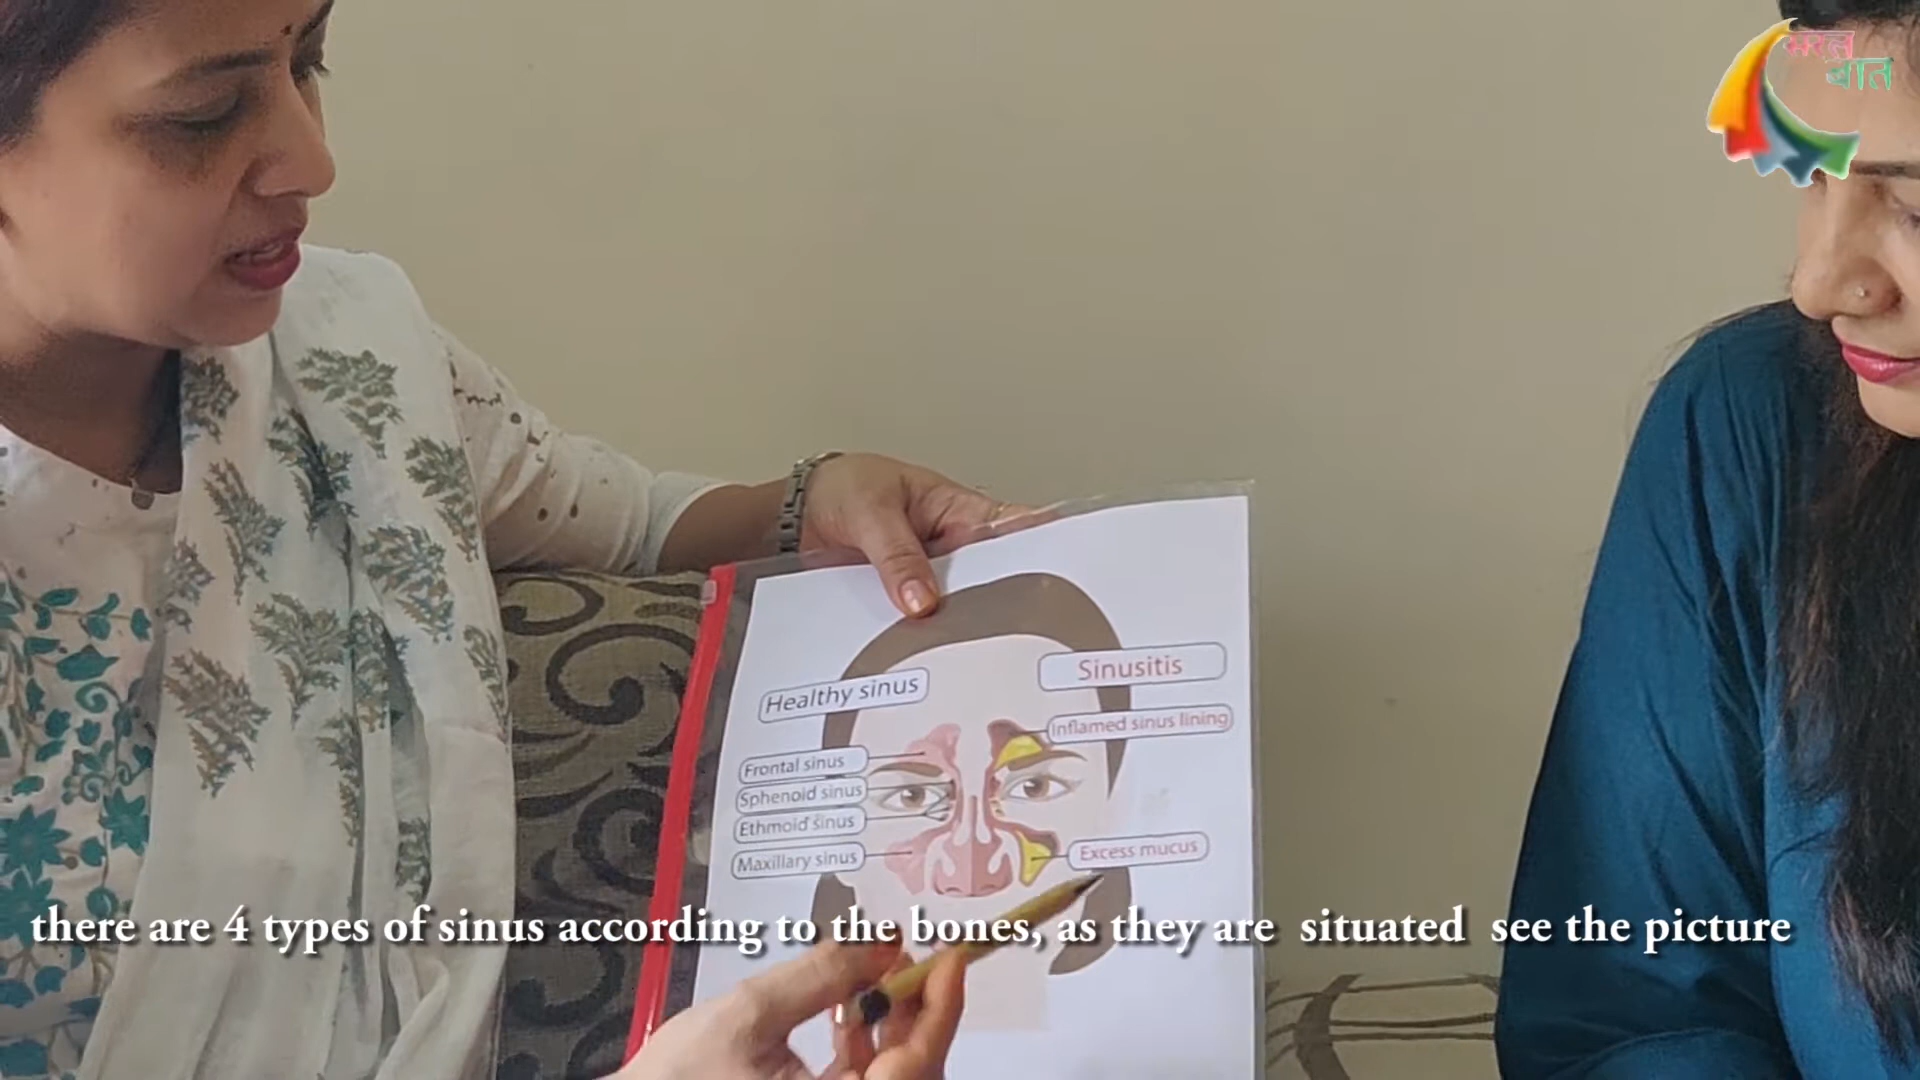 सरल
बात
Healthy sinus
Sinusitis
Inflamed sinus lining
Frontal sinus
Sphenoid sinus
Ethmoid sinus
Maxillary sinus
Excess mucus
there are 4 types of sinus according to the bones, as they are situated see the picture